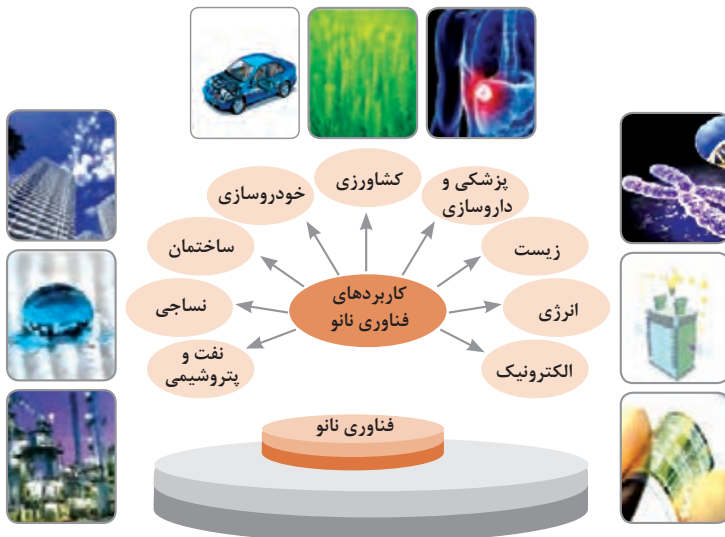 کشاورزی
پزشکی و
داروسازی
خودروسازی
زیست
ساختمان
انرژی
کاربردهای
فناوری نانو
نساجی
الکترونیک
نفت و
پتروشیمی
فناوری نانو